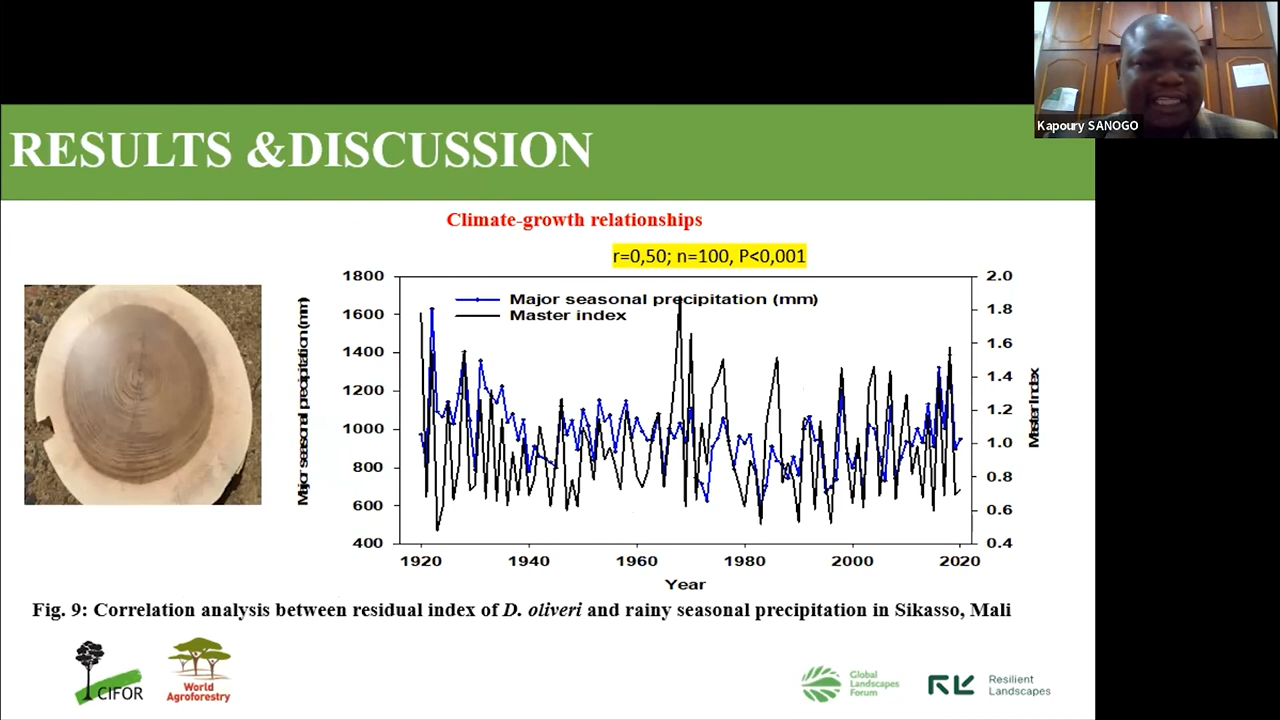 Kapoury SANOGO
RESULTS &DISCUSSION
Climate-growth relationships
r=0,50; n=100, P<0,001
Major seasonal precipitation (mm)
Master index
1800
1600
1400
1200
1000
800
600
400
Major seasonal precipitation (mm)
2.0
1.8
1.6
1.4
1.2
1.0
0.8
0.6
0.4
Master Index
1920 1940 1960 1980 2000 2020
Year
Fig. 9: Correlation analysis between residual index of D. oliveri and rainy seasonal precipitation in Sikasso, Mali
CIFOR
World
Agroforestry
Global
Landscapes
Forum
Resilient
Landscapes